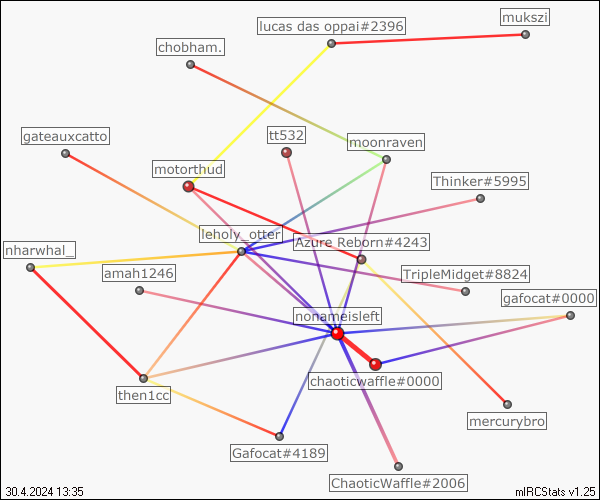 lucas das oppai#2396
mukszi
chobham.
gateauxcatto
tt532
moonraven
motorthud
Thinker#5995
leholy_otter
Azure Reborn#4243
nharwhal_
amah1246
TripleMidget#8824
gafocat#0000
nonameisleft
chaoticwaffle#0000
then1cc
mercurybro
Gafocat#4189
ChaoticWaffle#2006
30.4.2024 13:35
mIRCStats v1.25